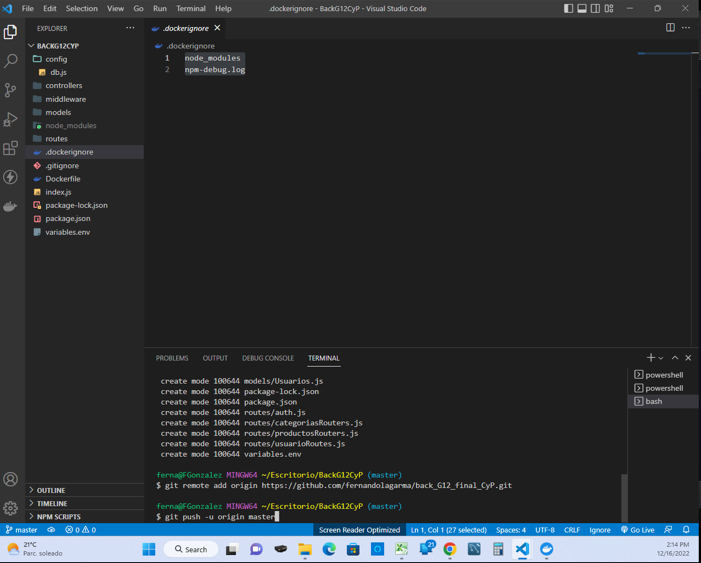 File Edit Selection View Go Run Terminal Help
.dockerignore - BackG12CyP - Visual Studio Code
EXPLORER
BACKG12CYP
config
db.js
controllers
middleware
models
node_modules
routes
.dockerignore
.gitignore
Dockerfile
index.js
package-lock.json
package.json
variables.env
OUTLINE
TIMELINE
NPM SCRIPTS
.dockerignore
.dockerignore
1 node_modules
2 npm-debug.log
PROBLEMS OUTPUT DEBUG CONSOLE TERMINAL
create mode 100644 models/Usuarios.js
create mode 100644 package-lock.json
create mode 100644 package.json
create mode 100644 routes/auth.js
create mode 100644 routes/categoriasRouters.js
create mode 100644 routes/productosRouters.js
create mode 100644 routes/usuarioRoutes.js
create mode 100644 variables.env
ferna@FGonzalez MINGW64 ~/Escritorio/BackG12CyP (master)
$ git remote add origin https://github.com/fernandolagarma/back_G12_final_CyP.git
ferna@FGonzalez MINGW64 ~/Escritorio/BackG12CyP (master)
$ git push -u origin master
powershell
powershell
bash
master 0 0 Screen Reader Optimized Ln 1, Col 1 (27 selected) Spaces: 4 UTF-8 CRLF Ignore Go Live
21°C
Parc. soleado
Search
21
2:14 PM
12/16/2022